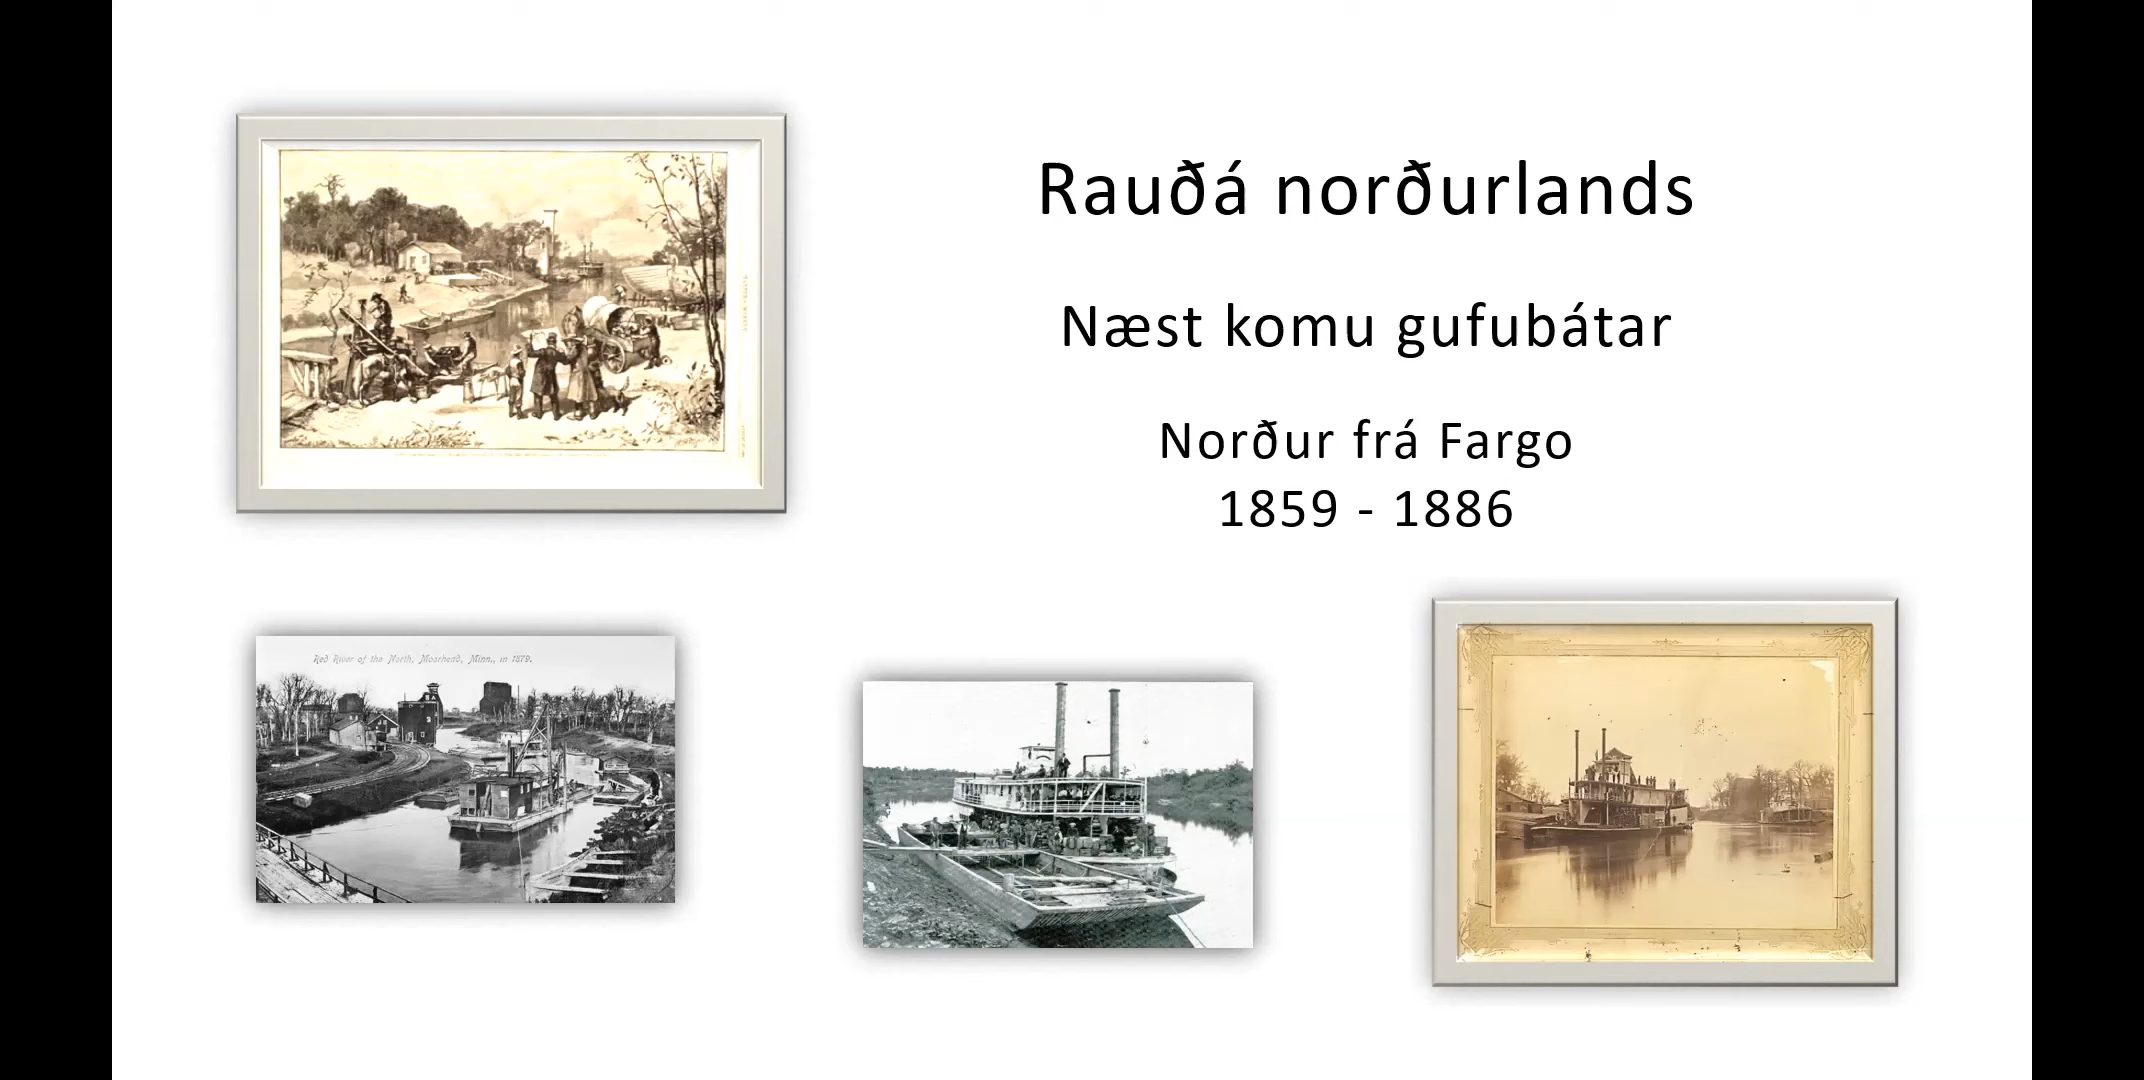 Rauðá norðurlands
Næst komu gufubátar
Norður frá Fargo
1859 - 1886
Red River of the North, Moorhead, Minn., in 1879.